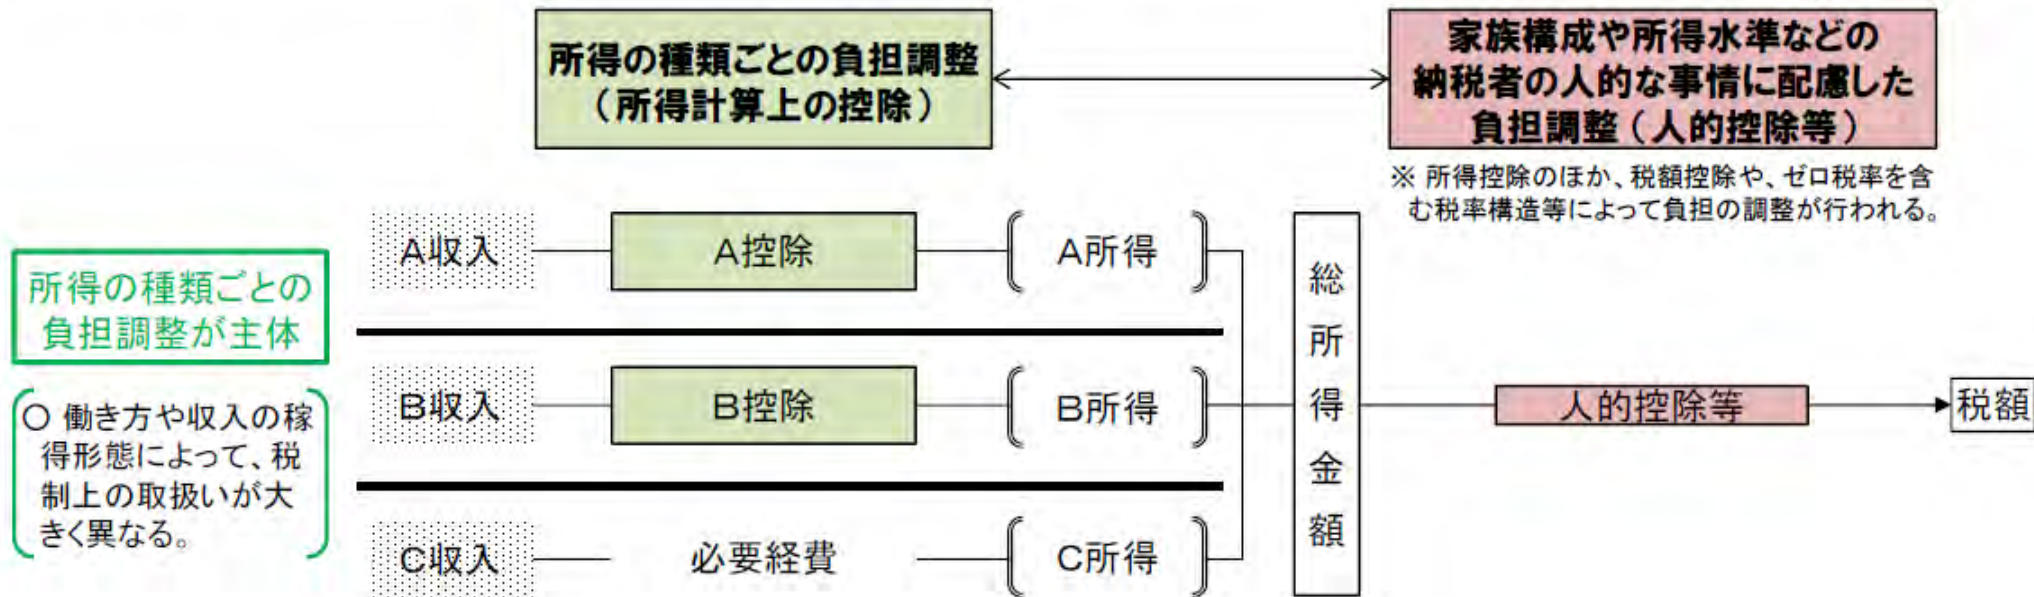 所得の種類ごとの負担調整
（所得計算上の控除）
家族構成や所得水準などの
納税者の人的な事情に配慮した
負担調整（人的控除等）
※ 所得控除のほか、税額控除や、ゼロ税率を含
む税率構造等によって負担の調整が行われる。
所得の種類ごとの
負担調整が主体
○ 働き方や収入の稼
得形態によって、税
制上の取扱いが大
きく異なる。
A収入
A控除
A所得
B収入
B控除
B所得
C収入
必要経費
C所得
総所得金額
人的控除等
税額